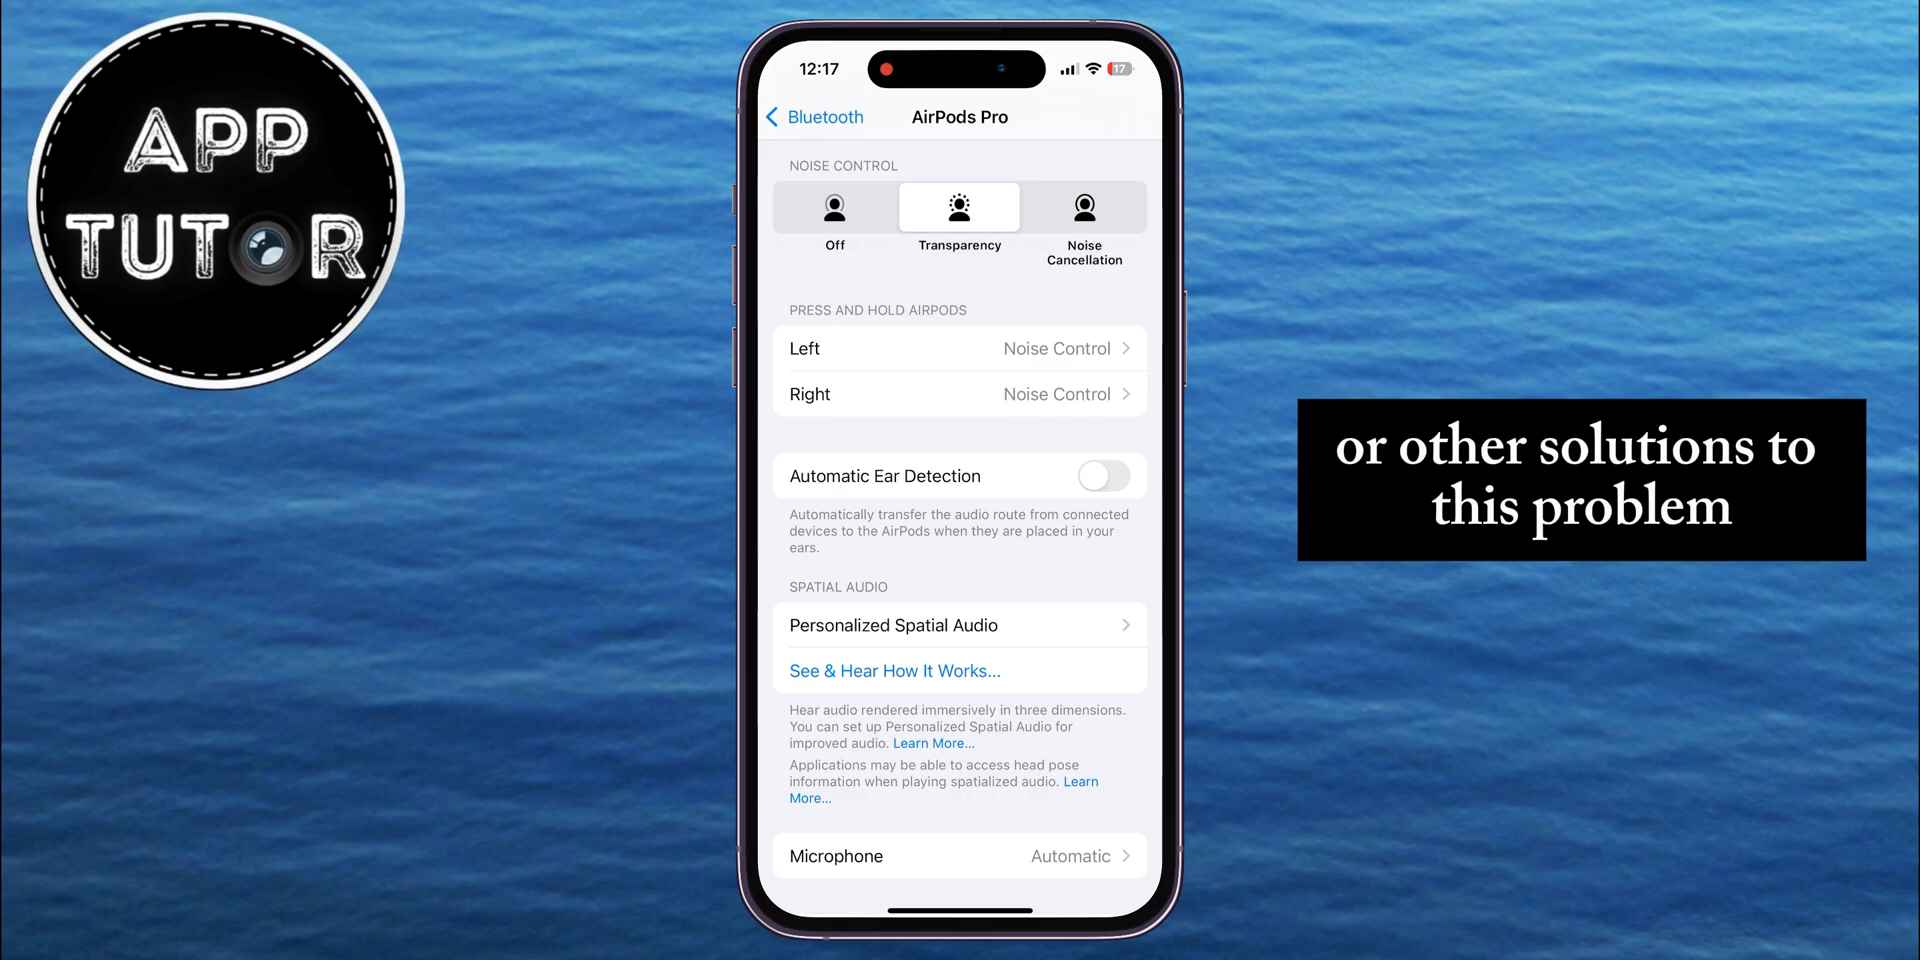 APP
TUTOR
12:17
17
Bluetooth
AirPods Pro
NOISE CONTROL
Off
Transparency
Noise
Cancellation
PRESS AND HOLD AIRPODS
Left
Noise Control
Right
Noise Control
Automatic Ear Detection
Automatically transfer the audio route from connected
devices to the AirPods when they are placed in your
ears.
SPATIAL AUDIO
Personalized Spatial Audio
See & Hear How It Works...
Hear audio rendered immersively in three dimensions.
You can set up Personalized Spatial Audio for
improved audio. Learn More...
Applications may be able to access head pose
information when playing spatialized audio. Learn
More...
Microphone
Automatic
or other solutions to
this problem